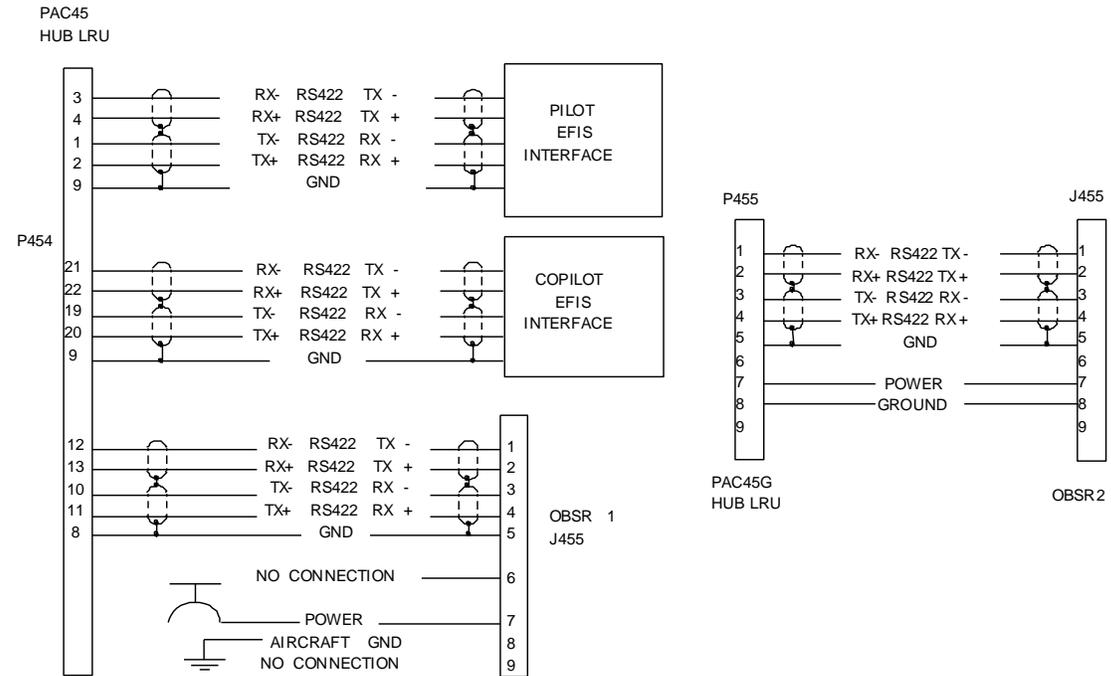 PAC45
HUB LRU
3 RX- RS422 TX -
4 RX+ RS422 TX +
1 TX- RS422 RX -
2 TX+ RS422 RX +
9 GND
PILOT
EFIS
INTERFACE
P454
21 RX- RS422 TX -
22 RX+ RS422 TX +
19 TX- RS422 RX -
20 TX+ RS422 RX +
9 GND
COPILOT
EFIS
INTERFACE
12 RX- RS422 TX - 1
13 RX+ RS422 TX + 2
10 TX- RS422 RX - 3
11 TX+ RS422 RX + 4
8 GND 5
NO CONNECTION 6
POWER 7
AIRCRAFT GND 8
NO CONNECTION 9
OBSR 1
J455
P455 J455
1 RX- RS422 TX - 1
2 RX+ RS422 TX + 2
3 TX- RS422 RX - 3
4 TX+ RS422 RX + 4
5 GND 5
6 6
7 POWER 7
8 GROUND 8
9 9
PAC45G
HUB LRU
OBSR2